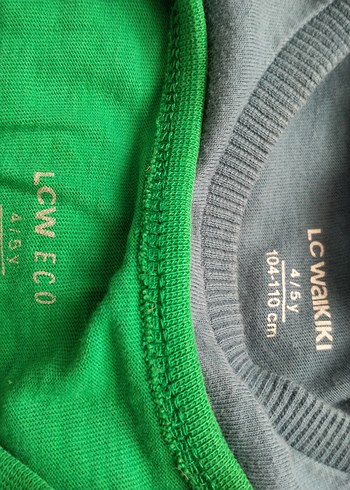 LCW ECO
4/5 y
LC WAIKIKI
4/5 y
104-110 cm